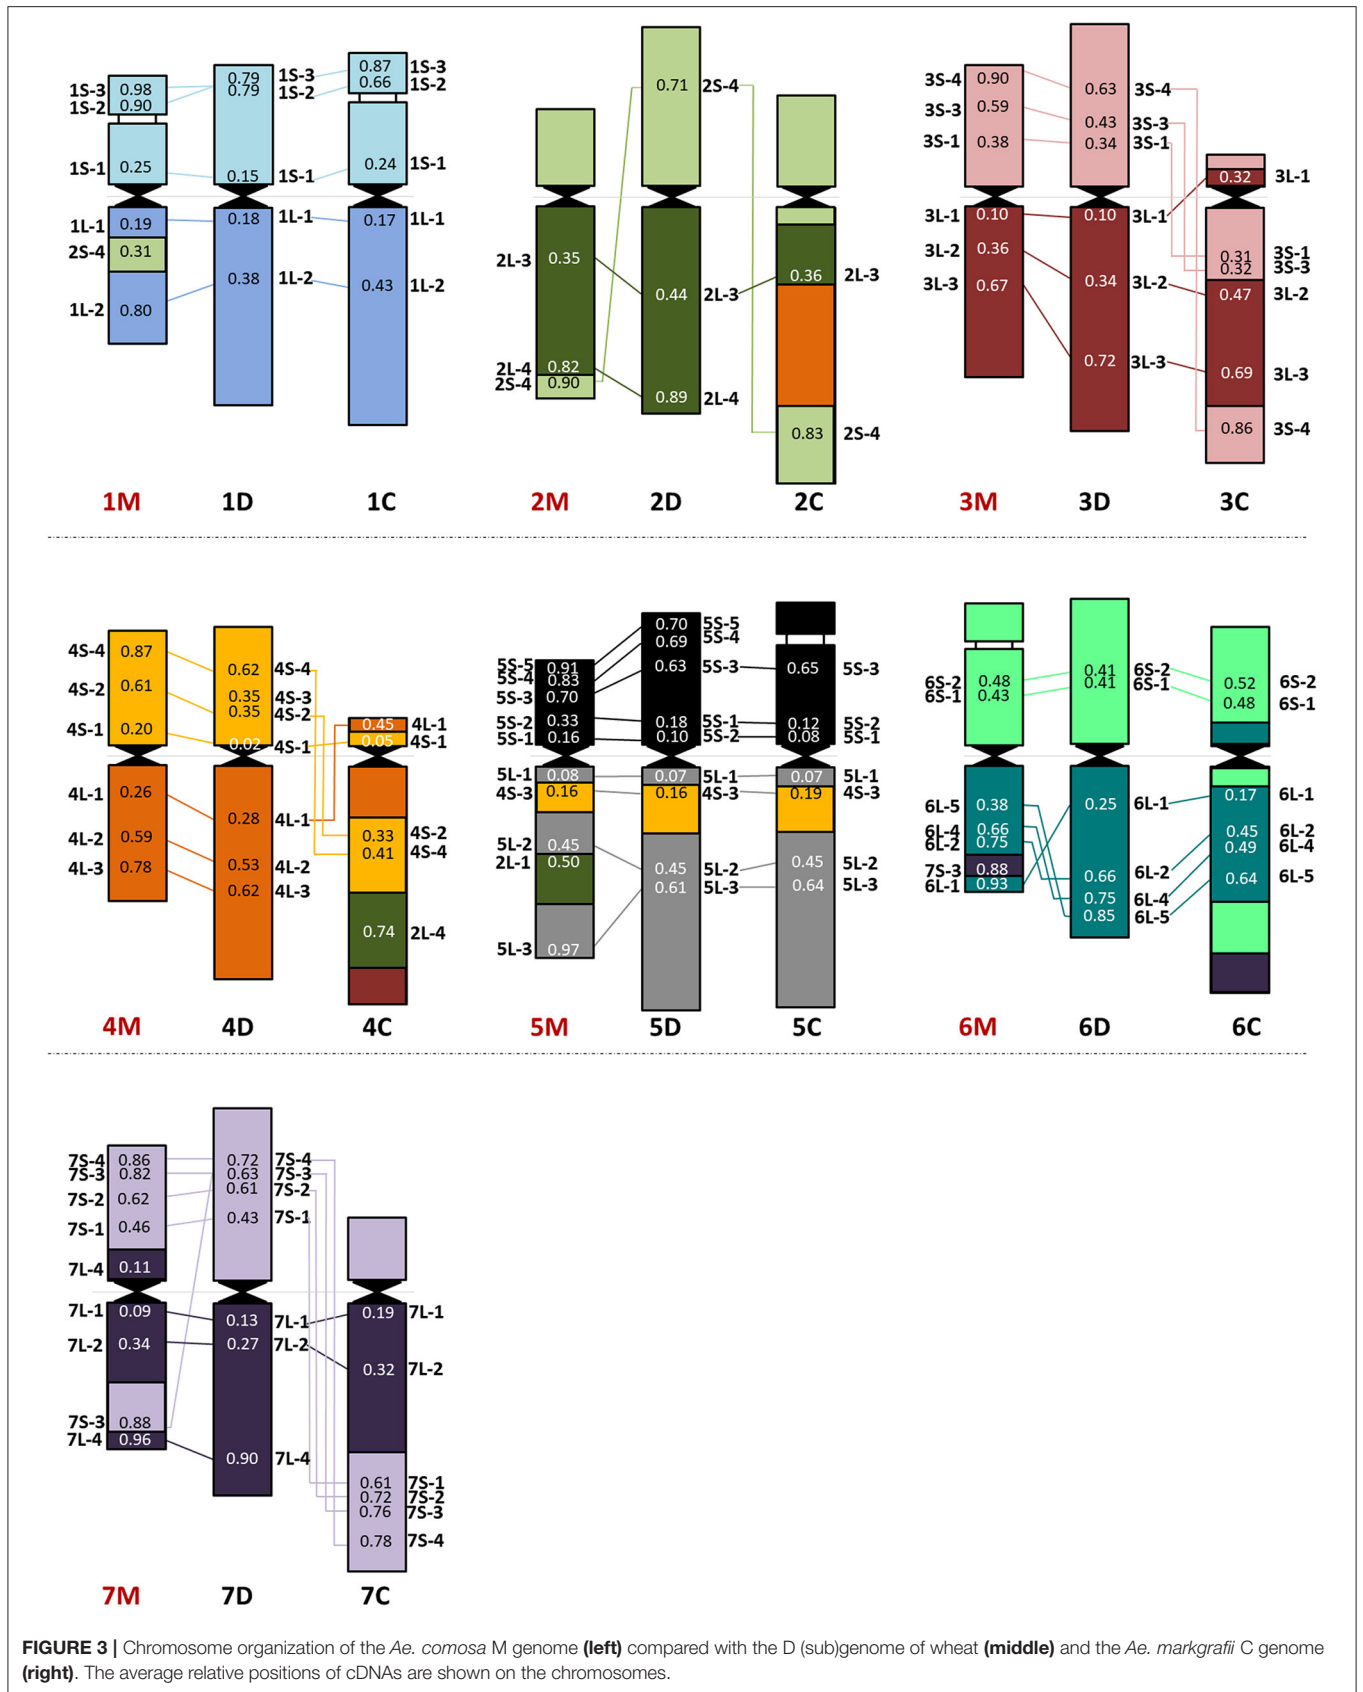 1S-3 0.98 0.79 1S-3 0.87 1S-3
1S-2 0.90 0.79 1S-2 0.66 1S-2
1S-1 0.25 0.15 1S-1 0.24 1S-1
1L-1 0.19 0.18 1L-1 0.17 1L-1
2S-4 0.31
1L-2 0.80 0.38 1L-2 0.43 1L-2
1M 1D 1C
0.71 2S-4
2L-3 0.35 0.44 2L-3 0.36 2L-3
2L-4 0.82 0.89 2L-4
2S-4 0.90 0.83 2S-4
2M 2D 2C
3S-4 0.90 0.63 3S-4
3S-3 0.59 0.43 3S-3
3S-1 0.38 0.34 3S-1
0.32 3L-1
3L-1 0.10 0.10 3L-1
0.31 3S-1
0.32 3S-3
3L-2 0.36 0.34 3L-2 0.47 3L-2
3L-3 0.67 0.72 3L-3 0.69 3L-3
0.86 3S-4
3M 3D 3C
4S-4 0.87 0.62 4S-4
0.35 4S-3
4S-2 0.61 0.35 4S-2
0.45 4L-1
4S-1 0.20 0.02 4S-1 0.05 4S-1
4L-1 0.26 0.28 4L-1
0.33 4S-2
0.41 4S-4
4L-2 0.59 0.53 4L-2
4L-3 0.78 0.62 4L-3
0.74 2L-4
4M 4D 4C
5S-5 0.91 0.70 5S-5
5S-4 0.83 0.69 5S-4
5S-3 0.70 0.63 5S-3 0.65 5S-3
5S-2 0.33 0.18 5S-1 0.12 5S-2
5S-1 0.16 0.10 5S-2 0.08 5S-1
5L-1 0.08 0.07 5L-1 0.07 5L-1
4S-3 0.16 0.16 4S-3 0.19 4S-3
5L-2 0.45 0.45 5L-2 0.45 5L-2
2L-1 0.50
5L-3 0.97 0.61 5L-3 0.64 5L-3
5M 5D 5C
6S-2 0.48 0.41 6S-2 0.52 6S-2
6S-1 0.43 0.41 6S-1 0.48 6S-1
6L-5 0.38 0.25 6L-1 0.17 6L-1
6L-4 0.66 0.66 6L-2 0.45 6L-2
6L-2 0.75 0.75 6L-4 0.49 6L-4
7S-3 0.88 0.85 6L-5 0.64 6L-5
6L-1 0.93
6M 6D 6C
7S-4 0.86 0.72 7S-4
7S-3 0.82 0.63 7S-3
7S-2 0.62 0.61 7S-2
7S-1 0.46 0.43 7S-1
7L-4 0.11
7L-1 0.09 0.13 7L-1 0.19 7L-1
7L-2 0.34 0.27 7L-2 0.32 7L-2
7S-3 0.88
7L-4 0.96 0.90 7L-4
0.61 7S-1
0.72 7S-2
0.76 7S-3
0.78 7S-4
7M 7D 7C
FIGURE 3 | Chromosome organization of the Ae. comosa M genome (left) compared with the D (sub)genome of wheat (middle) and the Ae. markgrafii C genome
(right). The average relative positions of cDNAs are shown on the chromosomes.